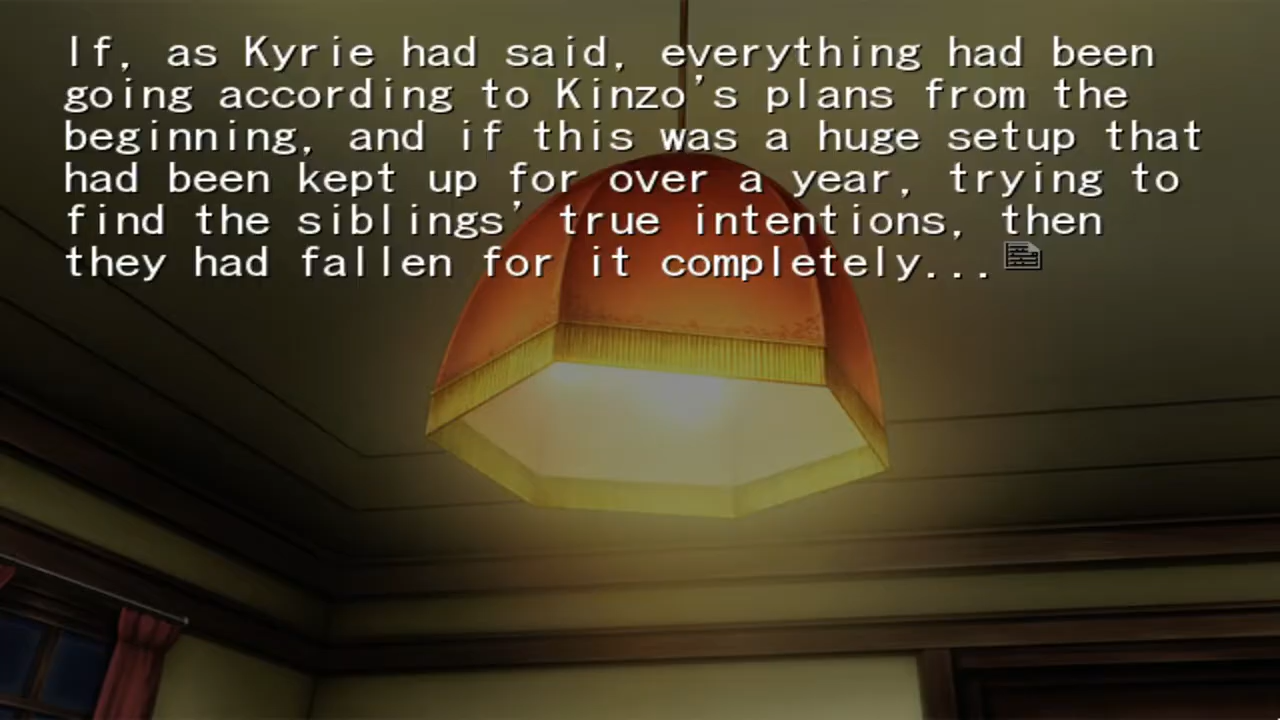 If, as Kyrie had said, everything had been
going according to Kinzo's plans from the
beginning, and if this was a huge setup that
had been kept up for over a year, trying to
find the siblings' true intentions, then
they had fallen for it completely...